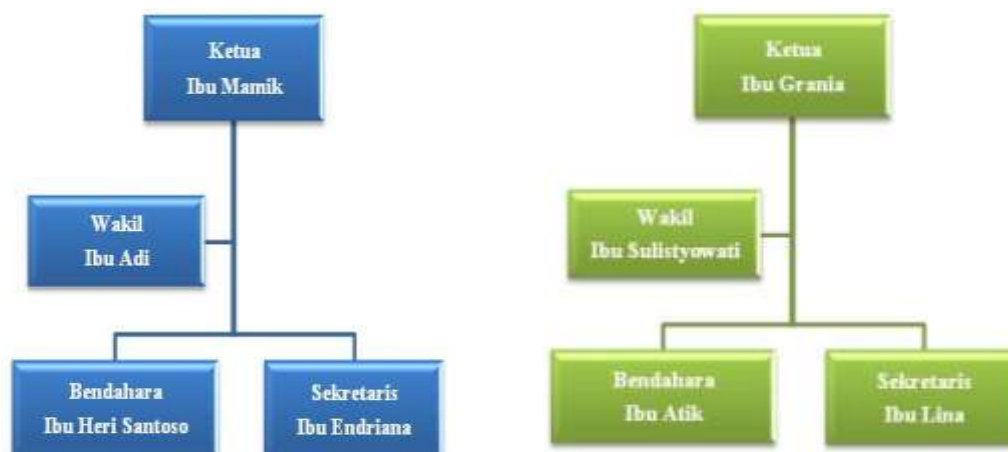 Ketua
Ibu Mamik
Wakil
Ibu Adi
Bendahara
Ibu Heri Santoso
Sekretaris
Ibu Endriana
Ketua
Ibu Grania
Wakil
Ibu Sulistyowati
Bendahara
Ibu Atik
Sekretaris
Ibu Lina